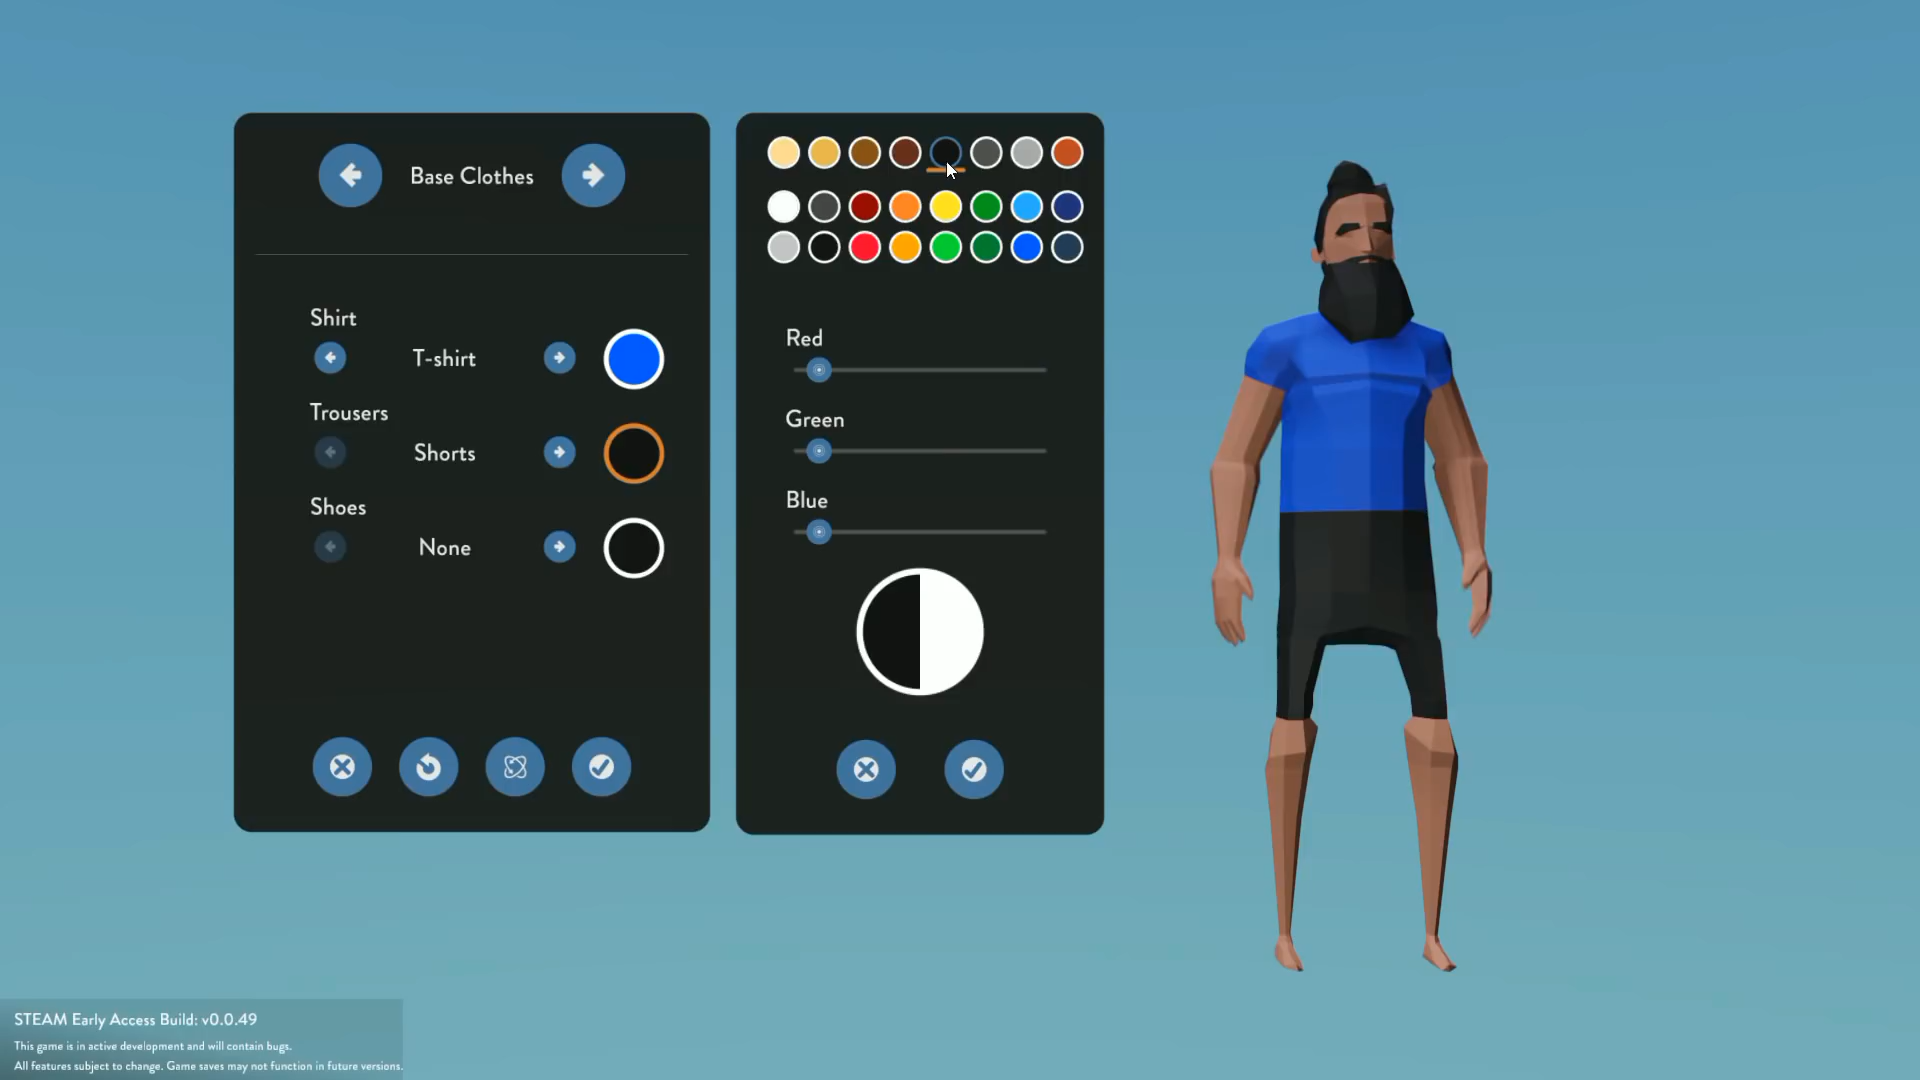 Base Clothes
Shirt
T-shirt
Trousers
Shorts
Shoes
None
Red
Green
Blue
STEAM Early Access Build: v0.0.49
This game is in active development and will contain bugs.
All features subject to change. Game saves may not function in future versions.